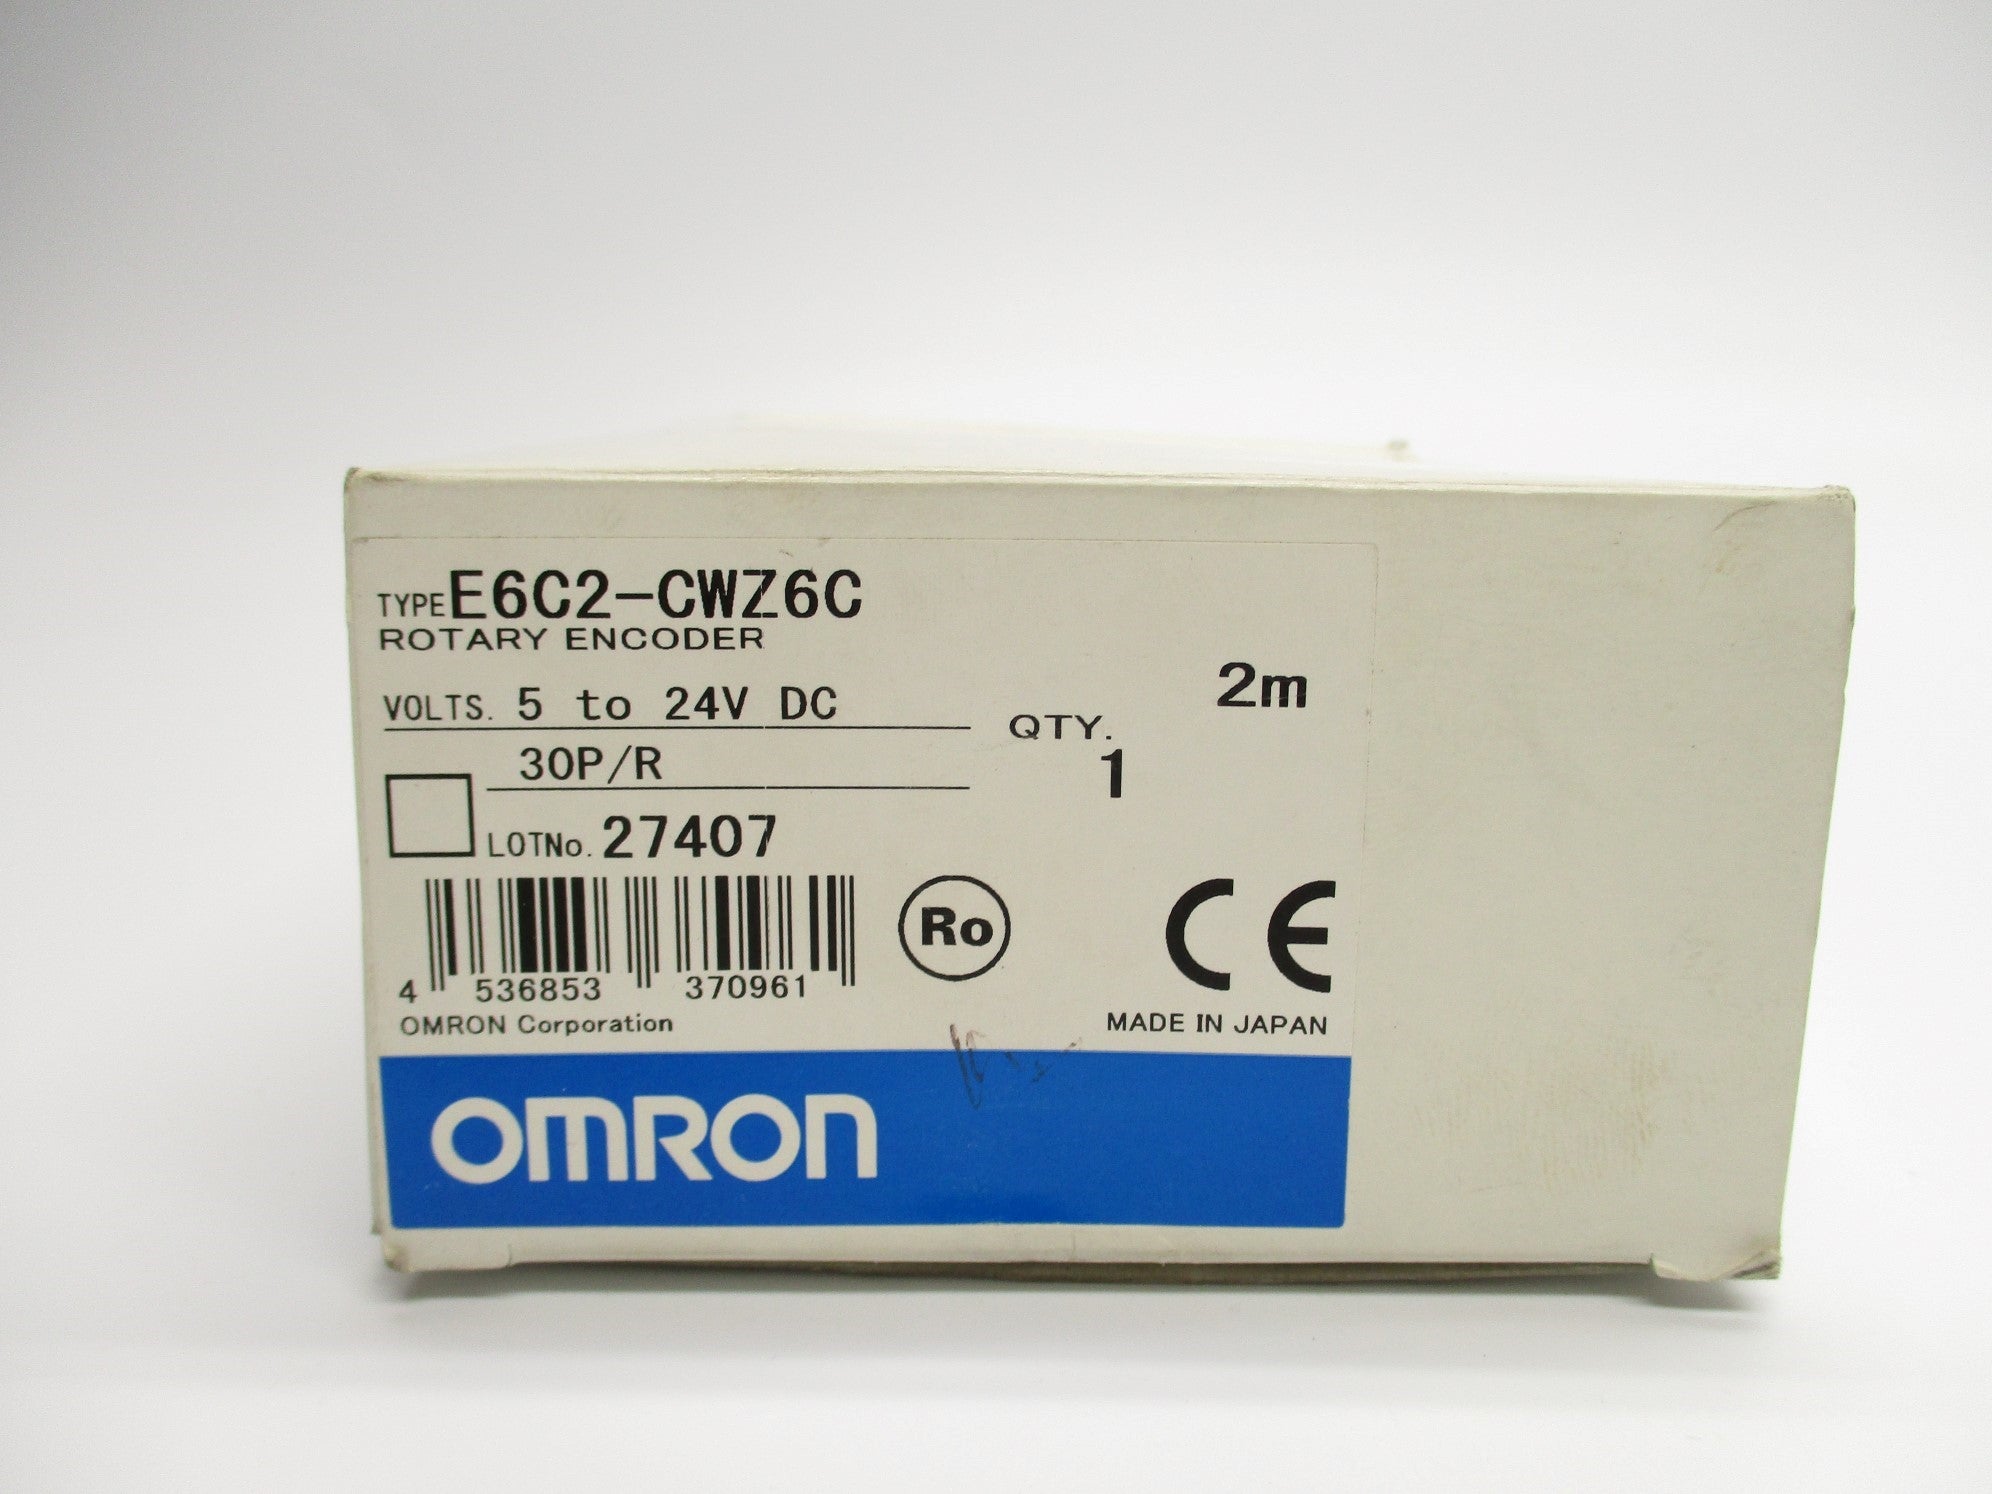 TYPE E6C2-CWZ6C
ROTARY ENCODER
2m
VOLTS. 5 to 24V DC
QTY.
30P/R
1
LOTNo. 27407
Ro
CE
4 536853 370961
OMRON Corporation
MADE IN JAPAN
OMRON